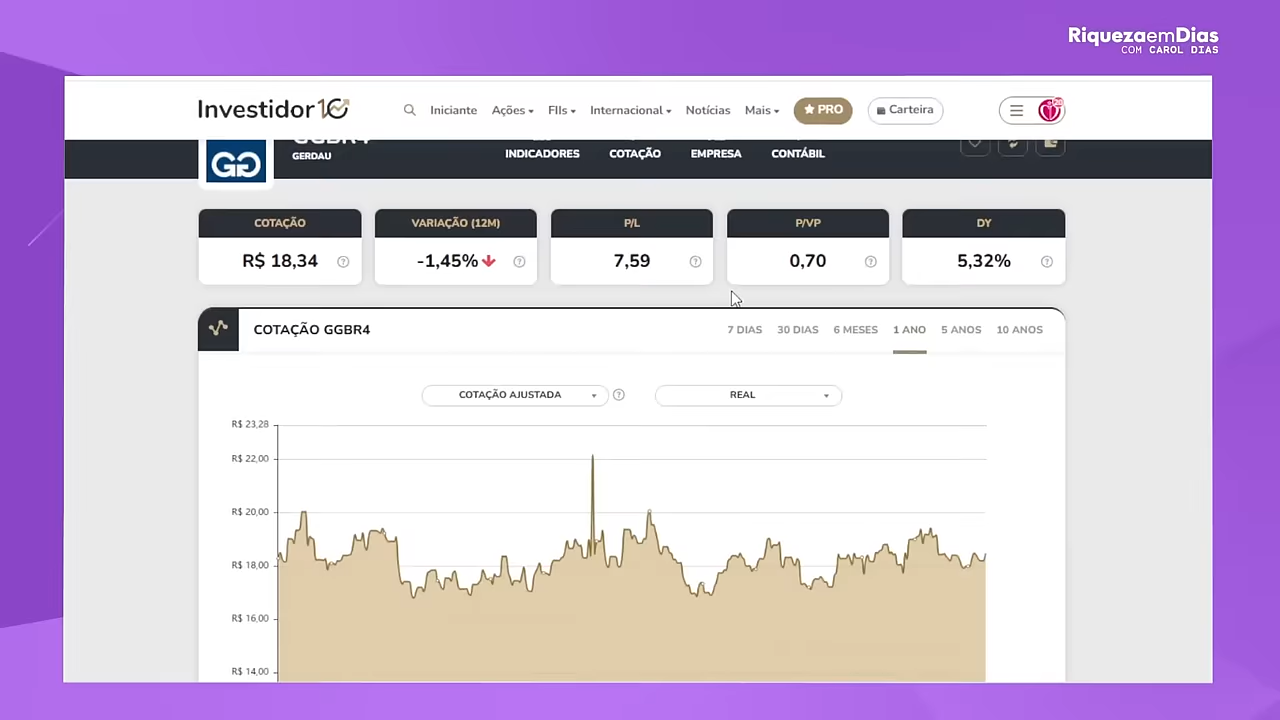 RiquezaemDias
COM CAROL DIAS
Investidor10
Iniciante Ações FIIs Internacional Notícias Mais PRO Carteira
GGBR4
GERDAU
INDICADORES COTAÇÃO EMPRESA CONTÁBIL
COTAÇÃO VARIAÇÃO (12M) P/L P/VP DY
R$ 18,34 -1,45% 7,59 0,70 5,32%
COTAÇÃO GGBR4 7 DIAS 30 DIAS 6 MESES 1 ANO 5 ANOS 10 ANOS
COTAÇÃO AJUSTADA REAL
R$ 23,28
R$ 22,00
R$ 20,00
R$ 18,00
R$ 16,00
R$ 14,00